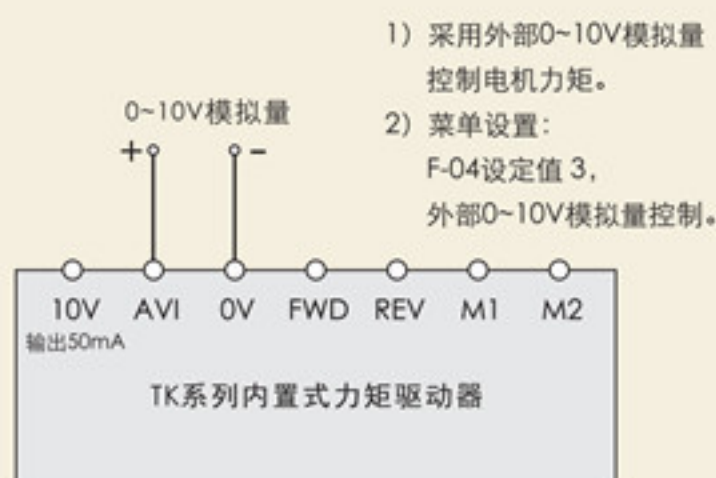 1) 采用外部0~10V模拟量
控制电机力矩。
2) 菜单设置:
F-04设定值 3,
外部0~10V模拟量控制。
0~10V模拟量
+ -
10V AVI 0V FWD REV M1 M2
输出50mA
TK系列内置式力矩驱动器